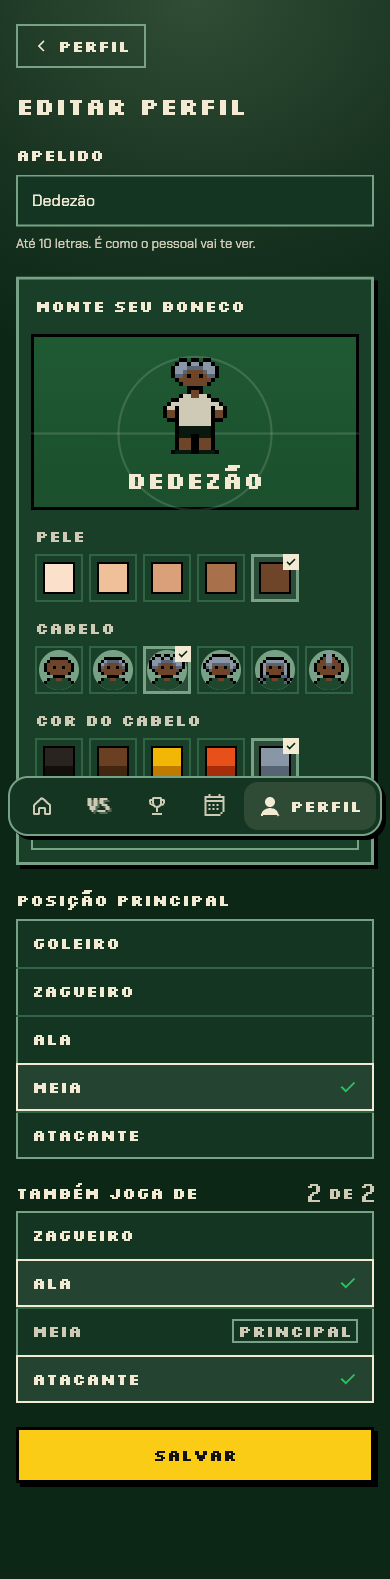 PERFIL
EDITAR PERFIL
APELIDO
Dedezão
Até 10 letras. É como o pessoal vai te ver.
MONTE SEU BONECO
DEDEZÃO
PELE
CABELO
COR DO CABELO
VS
PERFIL
POSIÇÃO PRINCIPAL
GOLEIRO
ZAGUEIRO
ALA
MEIA
ATACANTE
TAMBÉM JOGA DE 2 DE 2
ZAGUEIRO
ALA
MEIA PRINCIPAL
ATACANTE
SALVAR